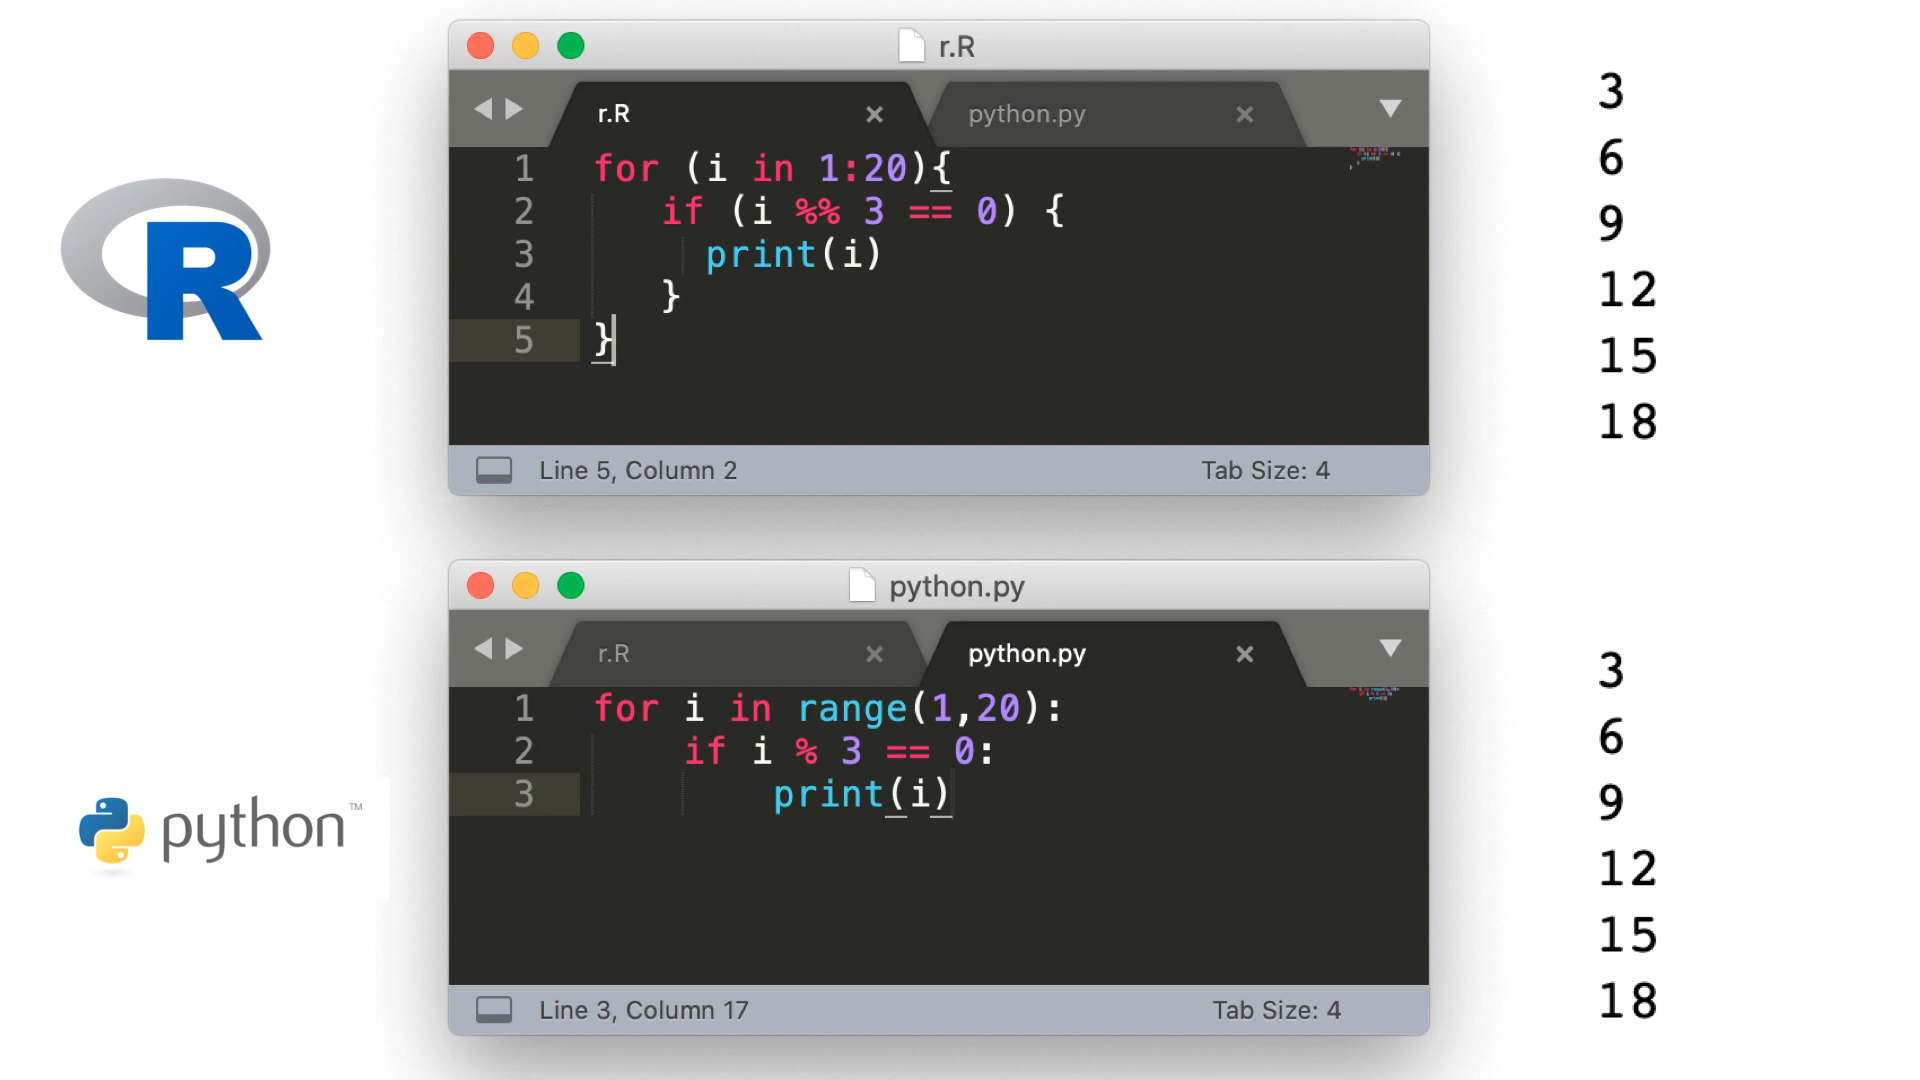 r.R
r.R × python.py ×
1 for (i in 1:20){
2 if (i %% 3 == 0) {
3 print(i)
4 }
5 }
Line 5, Column 2 Tab Size: 4
3
6
9
12
15
18
R
python.py
r.R × python.py ×
1 for i in range(1,20):
2 if i % 3 == 0:
3 print(i)
Line 3, Column 17 Tab Size: 4
3
6
9
12
15
18
python™